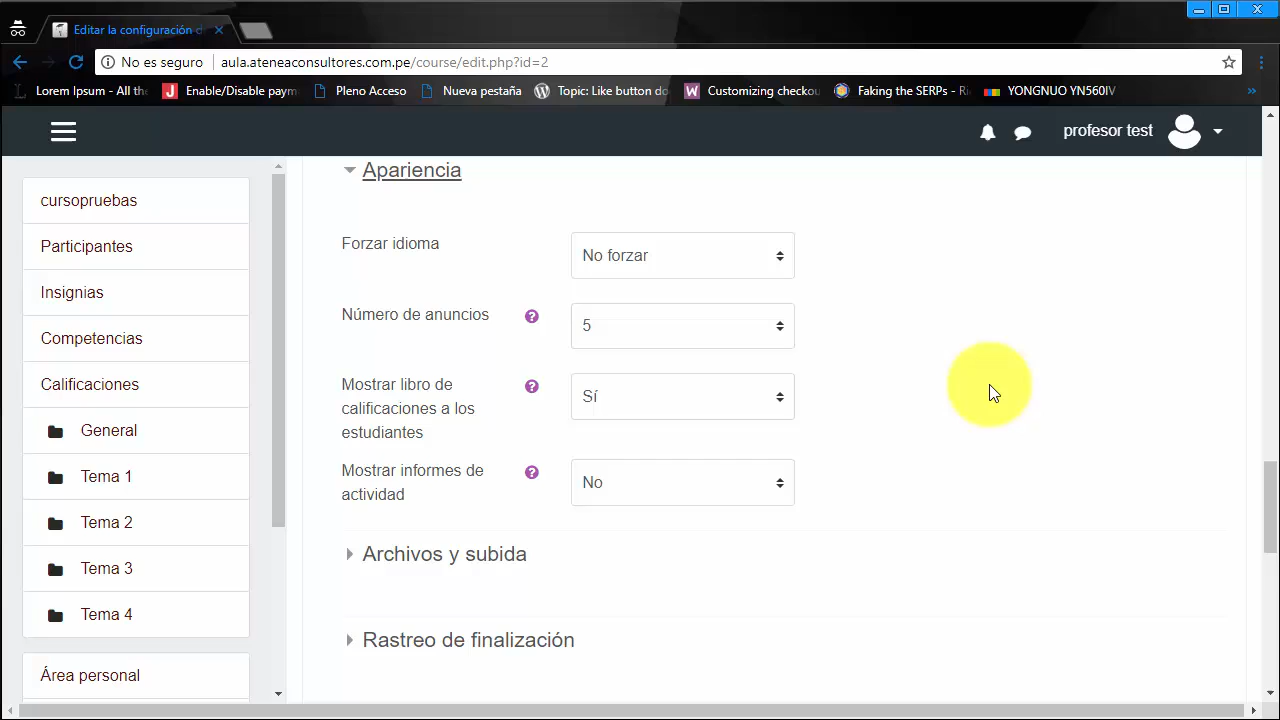 Editar la configuración d
No es seguro
aula.ateneaconsultores.com.pe/course/edit.php?id=2
Lorem Ipsum - All the
Enable/Disable paym
Pleno Acceso
Nueva pestaña
Topic: Like button do
Customizing checkou
Faking the SERPs - Ri
YONGNUO YN560IV
profesor test
cursopruebas
Participantes
Insignias
Competencias
Calificaciones
General
Tema 1
Tema 2
Tema 3
Tema 4
Área personal
Apariencia
Forzar idioma
No forzar
Número de anuncios
5
Mostrar libro de
calificaciones a los
estudiantes
Sí
Mostrar informes de
actividad
No
Archivos y subida
Rastreo de finalización